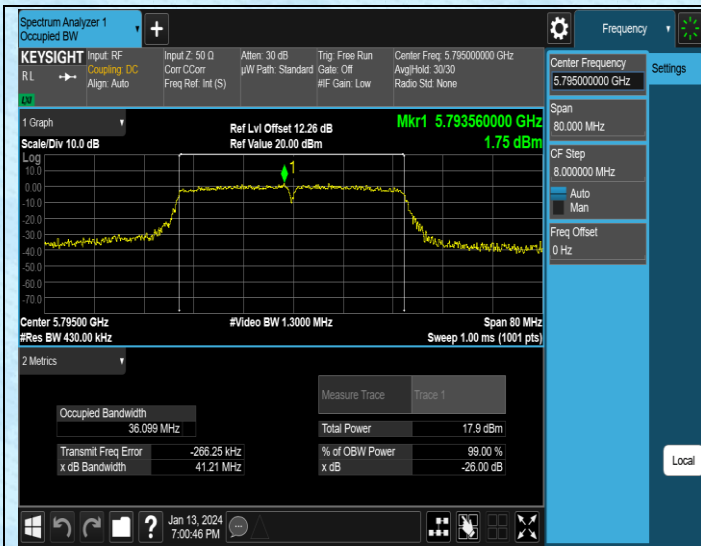 Spectrum Analyzer 1
Occupied BW
Frequency
KEYSIGHT
Input: RF
Coupling: DC
Align: Auto
RL
LXI
Input Z: 50 Ω
Corr CCorr
Freq Ref: Int (S)
Atten: 30 dB
µW Path: Standard
Trig: Free Run
Gate: Off
#IF Gain: Low
Center Freq: 5.795000000 GHz
Avg|Hold: 30/30
Radio Std: None
Center Frequency
5.795000000 GHz
Settings
Span
80.000 MHz
CF Step
8.000000 MHz
Auto
Man
Freq Offset
0 Hz
1 Graph
Scale/Div 10.0 dB
Ref Lvl Offset 12.26 dB
Ref Value 20.00 dBm
Mkr1 5.793560000 GHz
1.75 dBm
Log
1
10.0
0.00
-10.0
-20.0
-30.0
-40.0
-50.0
-60.0
-70.0
Center 5.79500 GHz
#Res BW 430.00 kHz
#Video BW 1.3000 MHz
Span 80 MHz
Sweep 1.00 ms (1001 pts)
2 Metrics
Measure Trace
Trace 1
Occupied Bandwidth
36.099 MHz
Total Power
17.9 dBm
Transmit Freq Error
-266.25 kHz
% of OBW Power
99.00 %
x dB Bandwidth
41.21 MHz
x dB
-26.00 dB
Local
?
Jan 13, 2024
7:00:46 PM